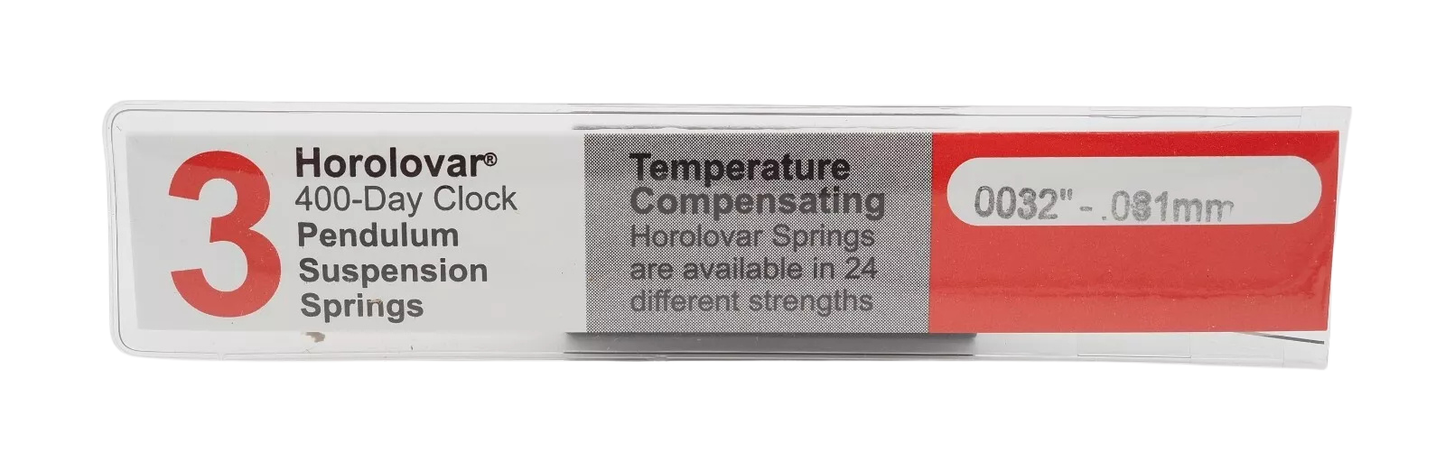 3
Horolovar®
400-Day Clock
Pendulum
Suspension
Springs
Temperature
Compensating
Horolovar Springs
are available in 24
different strengths
0032" - .081mm